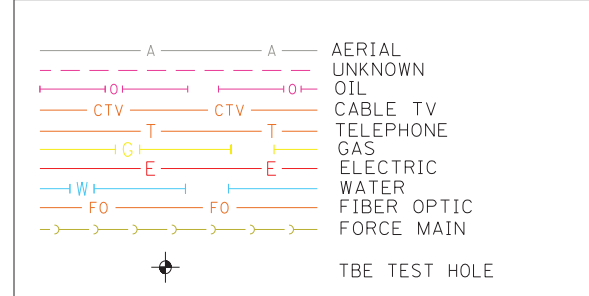 A A AERIAL
UNKNOWN
O O OIL
CTV CTV CABLE TV
T T TELEPHONE
G GAS
E E ELECTRIC
W WATER
FO FO FIBER OPTIC
FORCE MAIN
TBE TEST HOLE